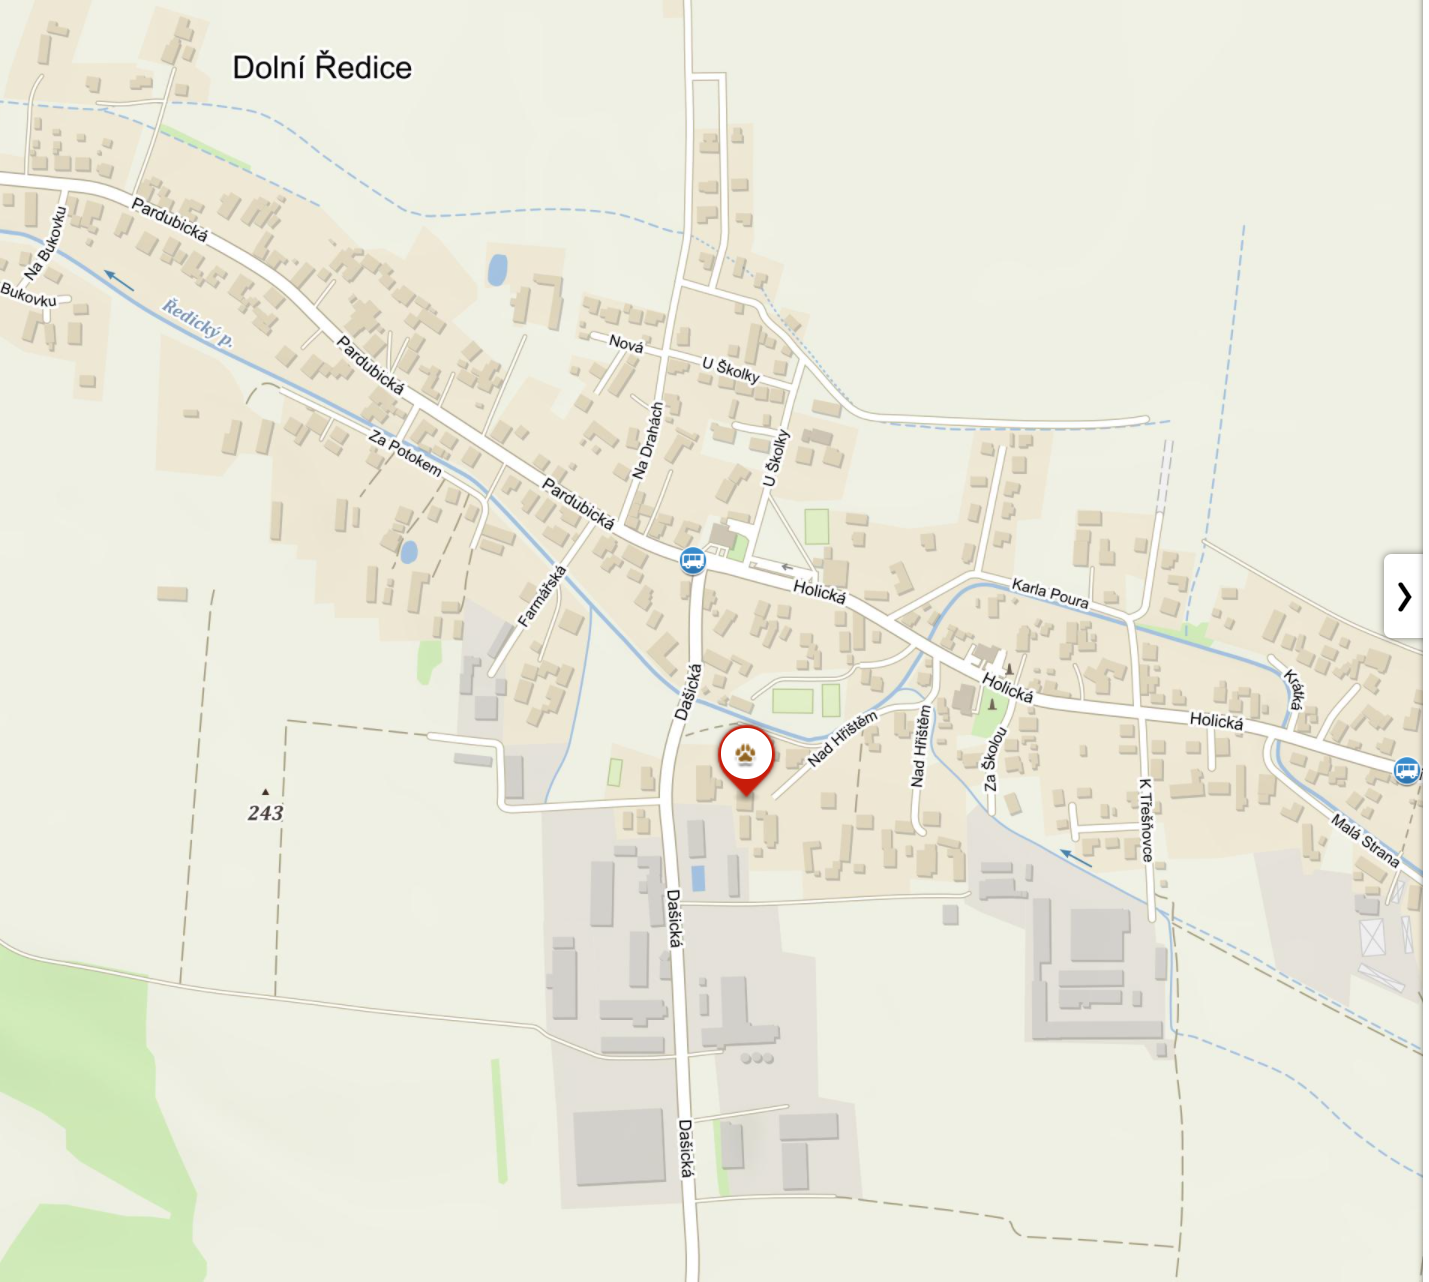 Dolní Ředice
Pardubická
Na Bukovku
Bukovku
Ředický p.
Pardubická
Nová
U Školky
Na Drahách
U Školky
Za Potokem
Pardubická
Farmářská
Holická
Karla Poura
Dašická
Holická
Krátká
Holická
Nad Hřištěm
Nad Hřištěm
Za Školou
243
K Třešňovce
Malá Strana
Dašická
Dašická